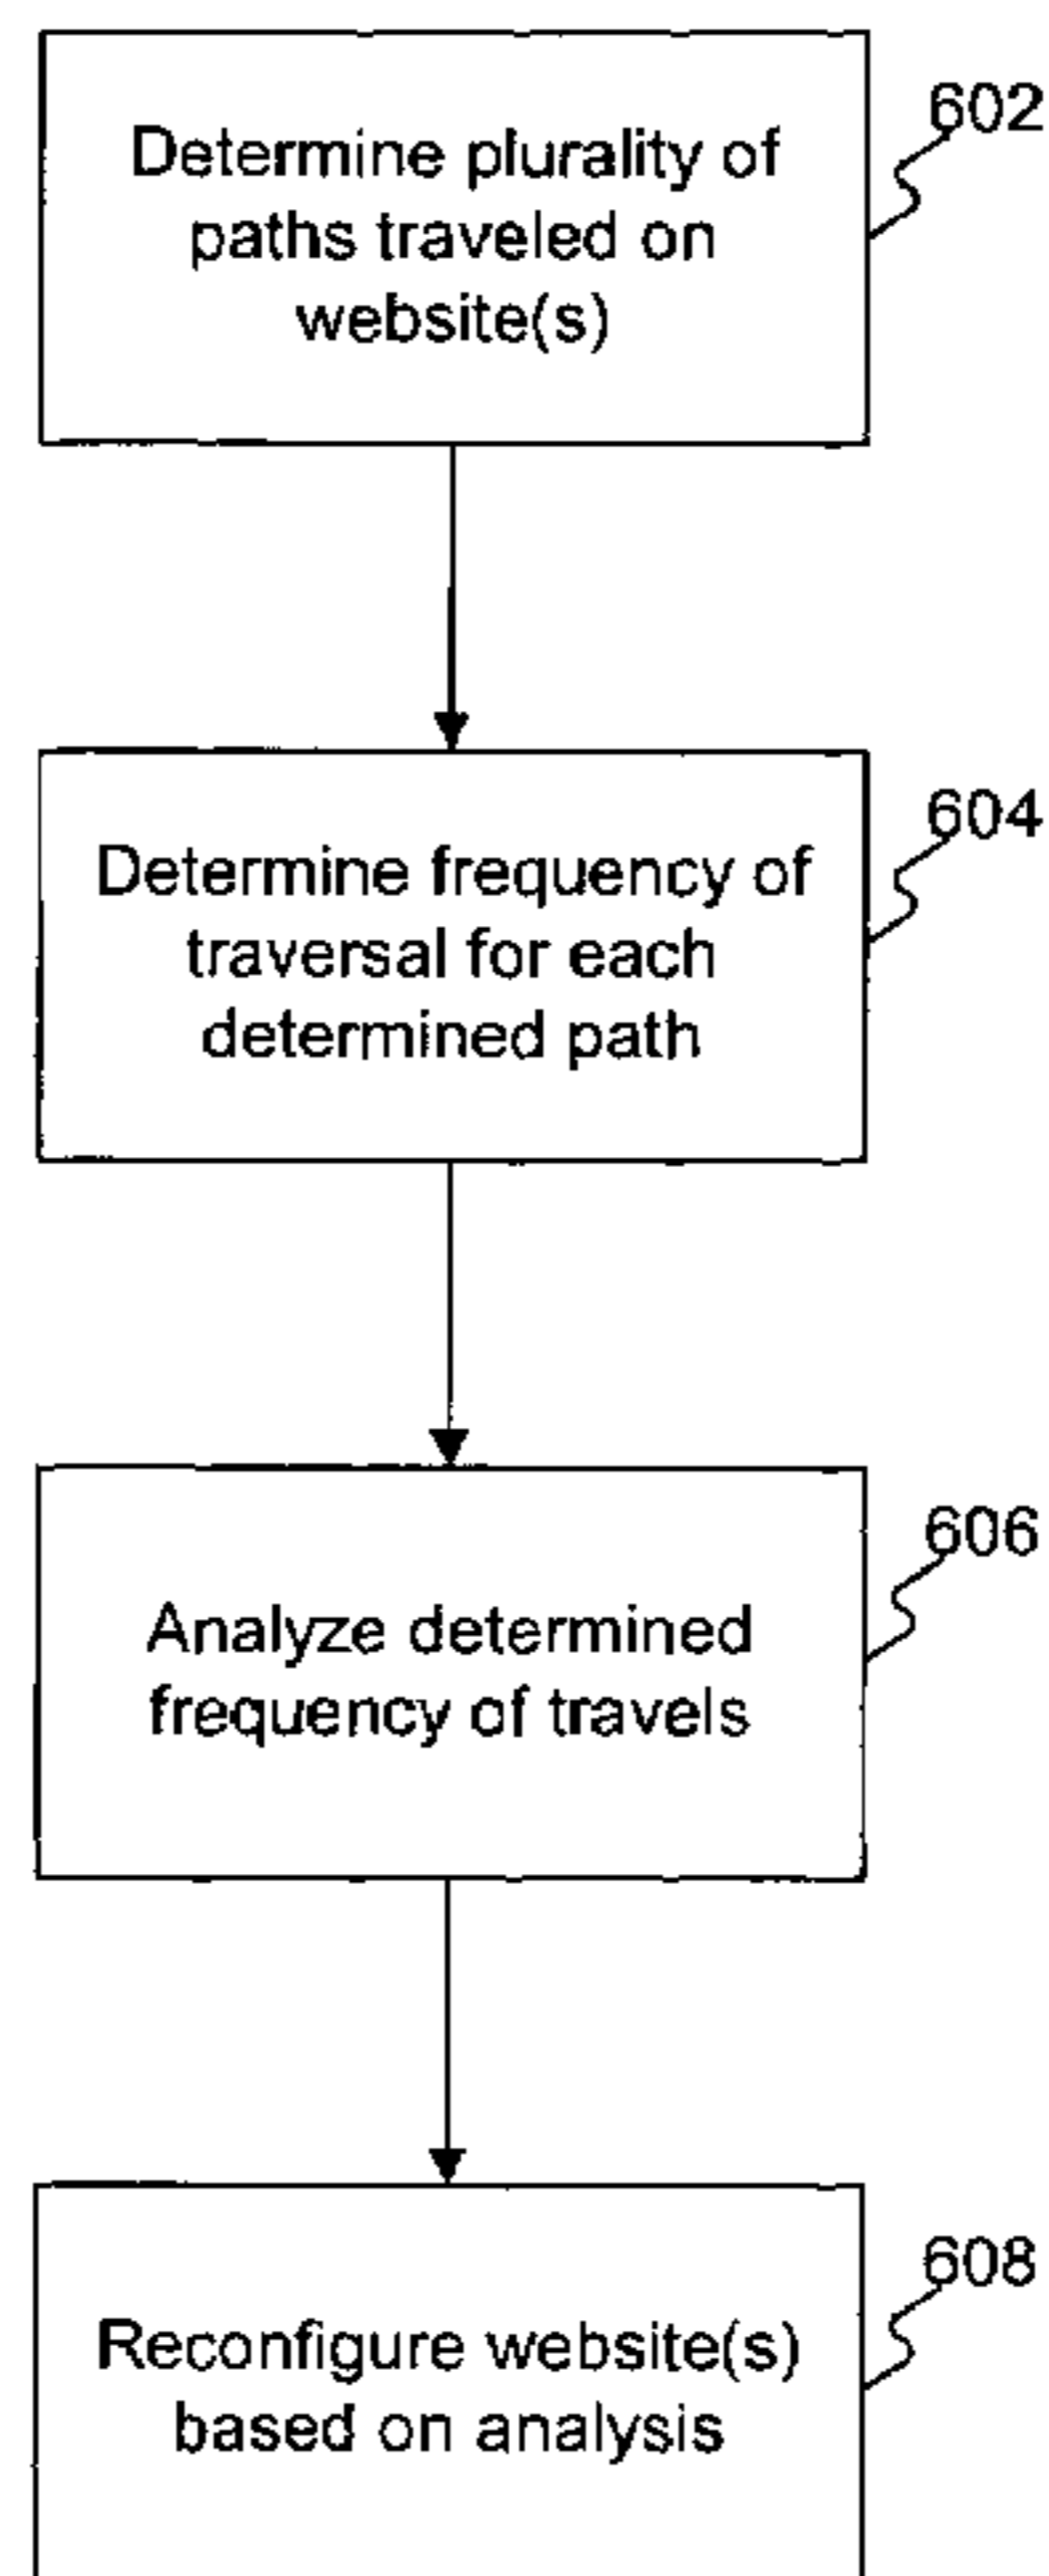 602
Determine plurality of
paths traveled on
website(s)
604
Determine frequency of
traversal for each
determined path
606
Analyze determined
frequency of travels
608
Reconfigure website(s)
based on analysis